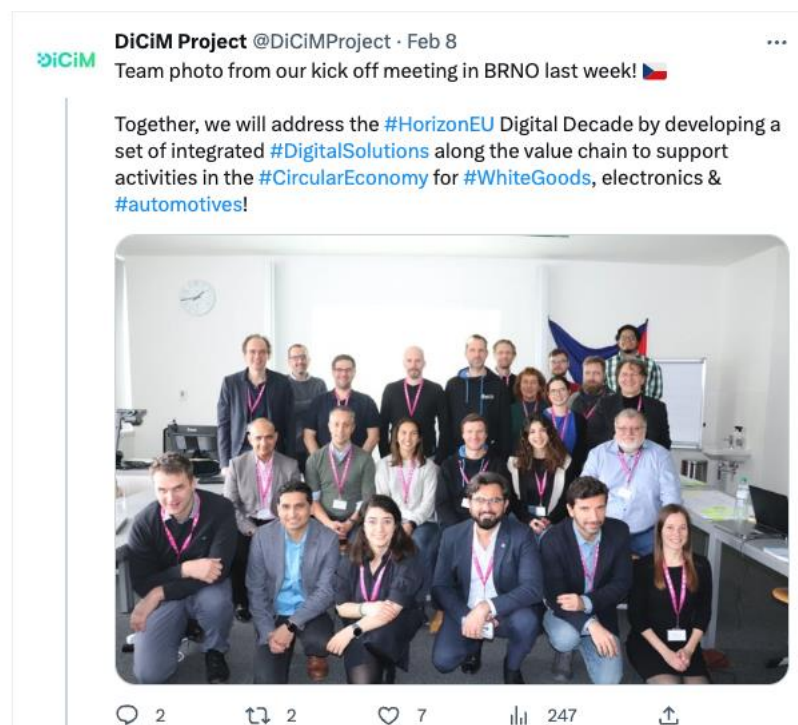 DiCiM
DiCiM Project @DiCiMProject · Feb 8
Team photo from our kick off meeting in BRNO last week! 🇨🇿
Together, we will address the #HorizonEU Digital Decade by developing a
set of integrated #DigitalSolutions along the value chain to support
activities in the #CircularEconomy for #WhiteGoods, electronics &
#automotives!
2
2
7
247